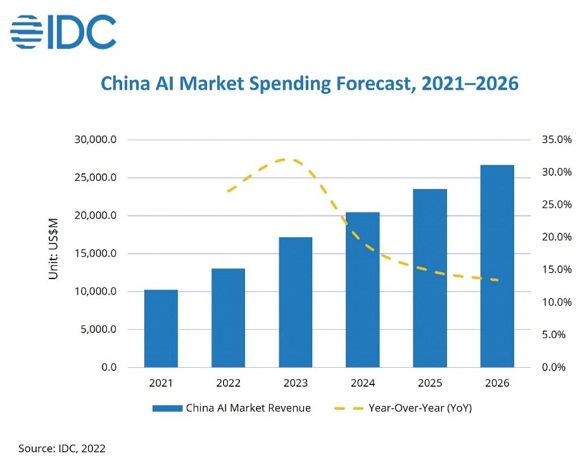 IDC
China AI Market Spending Forecast, 2021–2026
30,000.0 35.0%
25,000.0 30.0%
20,000.0 25.0%
15,000.0 20.0%
10,000.0 15.0%
5,000.0 10.0%
0.0 5.0%
0.0%
Unit: US$M
2021 2022 2023 2024 2025 2026
China AI Market Revenue Year-Over-Year (YoY)
Source: IDC, 2022